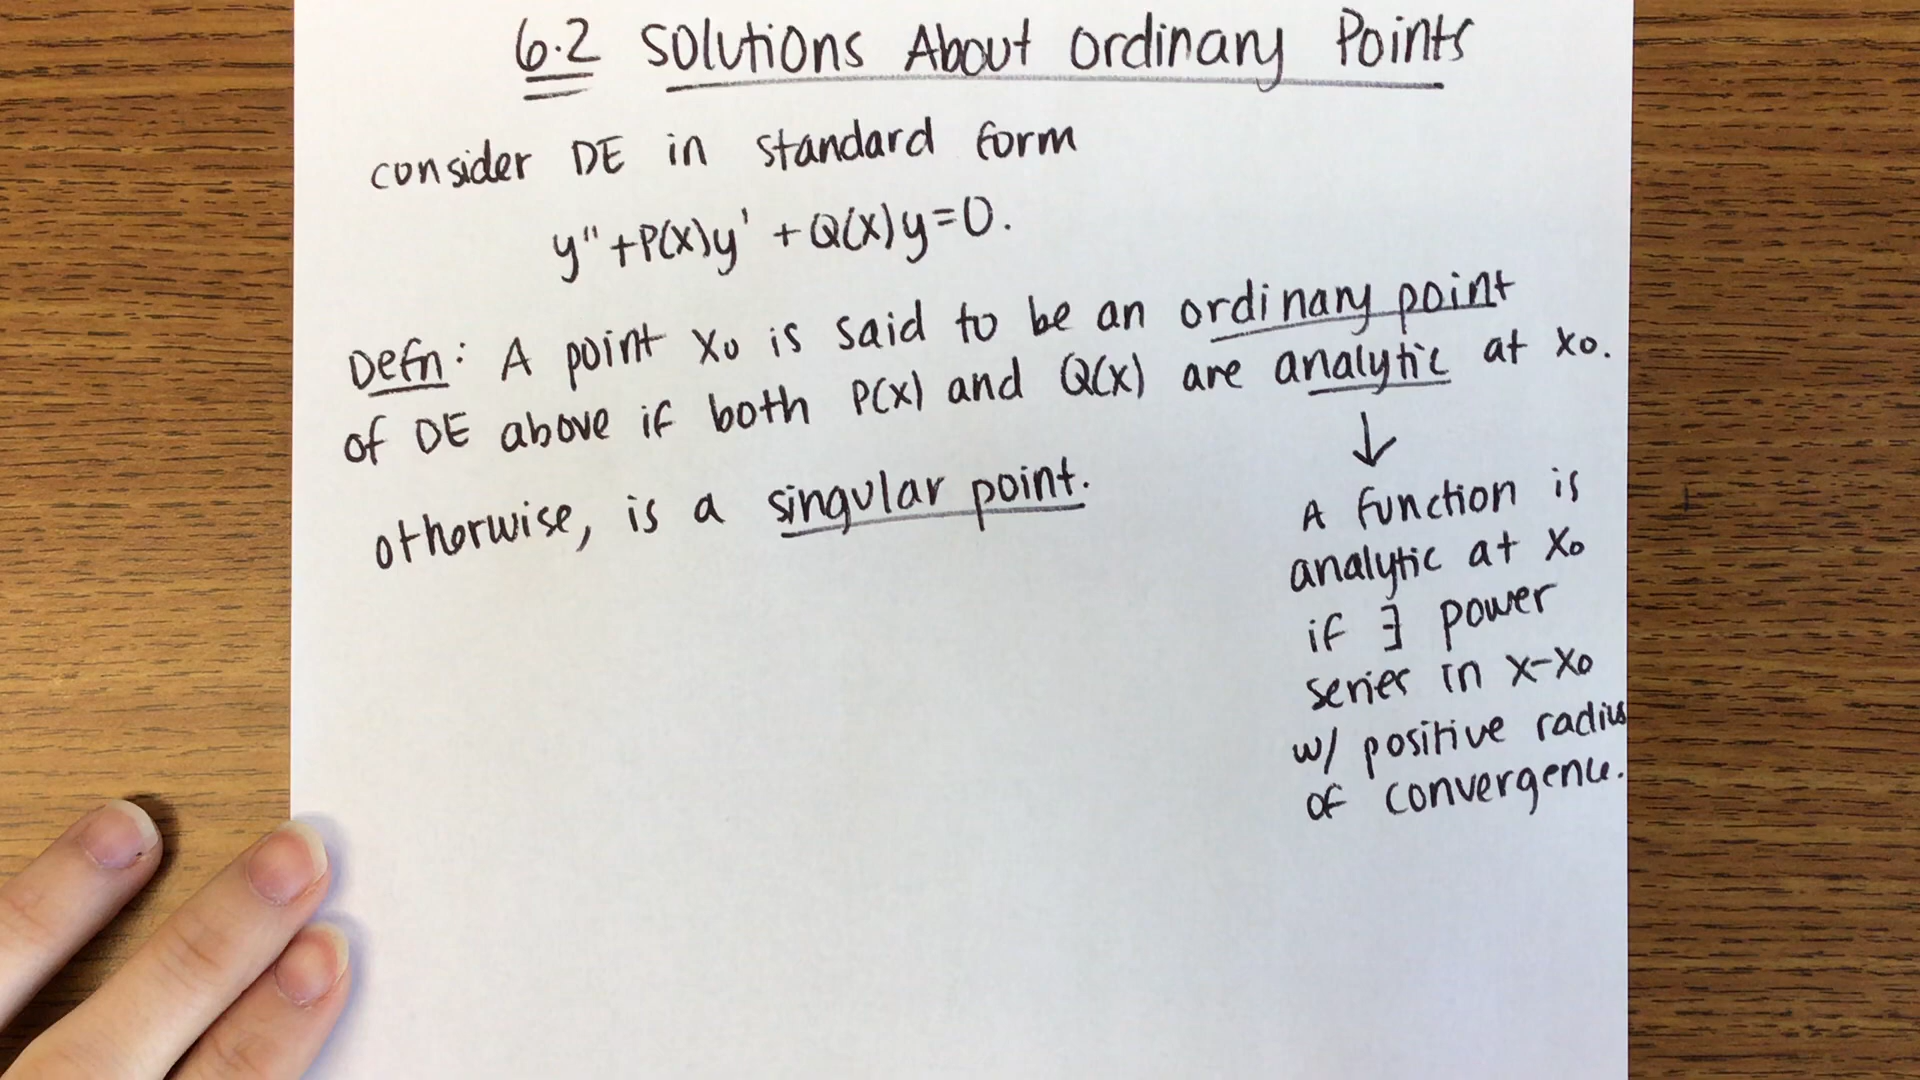 6.2 Solutions About Ordinary Points
consider DE in standard form
y"+P(x)y' + Q(x)y=0.
Defn: A point x₀ is said to be an ordinary point
of DE above if both P(x) and Q(x) are analytic at x₀.
otherwise, is a singular point.
↓
A function is
analytic at x₀
if ∃ power
series in x-x₀
w/ positive radius
of convergence.